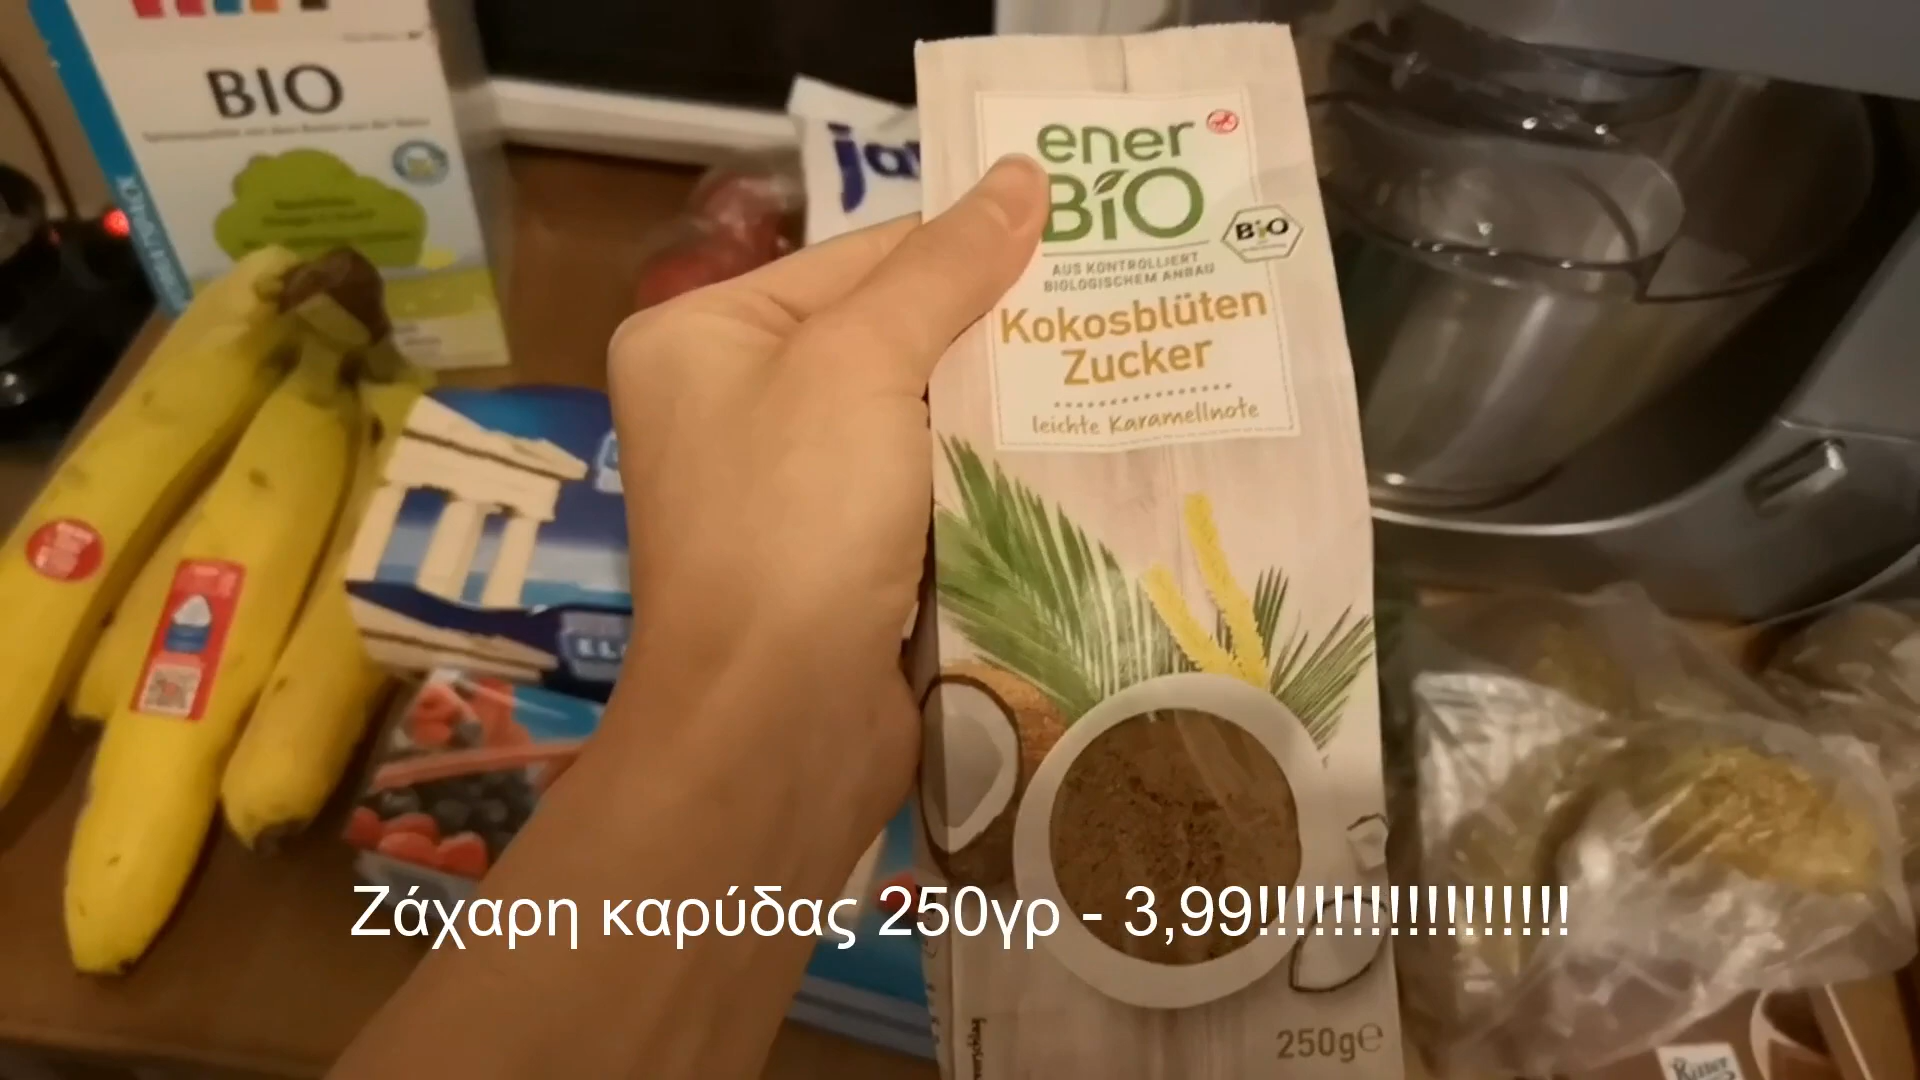 BIO
ja
ener
BiO
BiO
AUS KONTROLLIERT
BIOLOGISCHEM ANBAU
Kokosblüten
Zucker
leichte Karamellnote
Ζάχαρη καρύδας 250γρ - 3,99!!!!!!!!!!!!!!!!!
250g℮